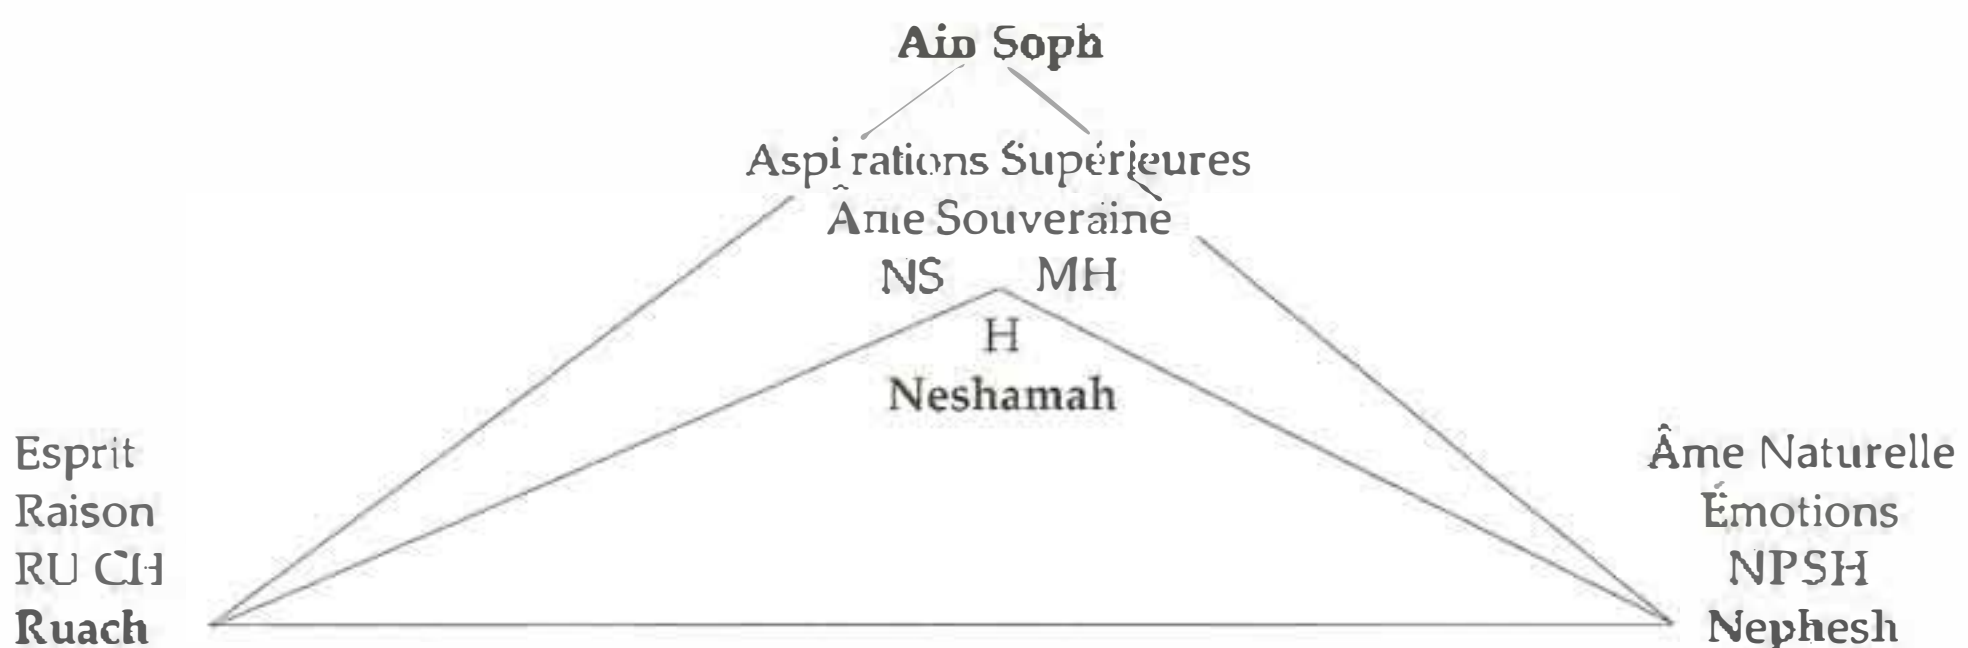 Ain Soph
Aspirations Supérieures
Âme Souveraine
NS MH
H
Neshamah
Esprit
Raison
RU CH
Ruach
Âme Naturelle
Émotions
NPSH
Nephesh